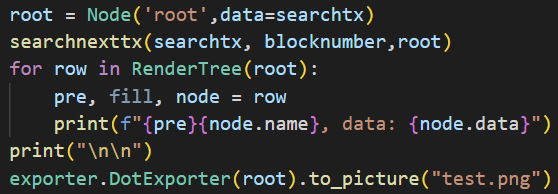 root = Node('root',data=searchtx)
searchnexttx(searchtx, blocknumber,root)
for row in RenderTree(root):
    pre, fill, node = row
    print(f"{pre}{node.name}, data: {node.data}")
print("\n\n")
exporter.DotExporter(root).to_picture("test.png")